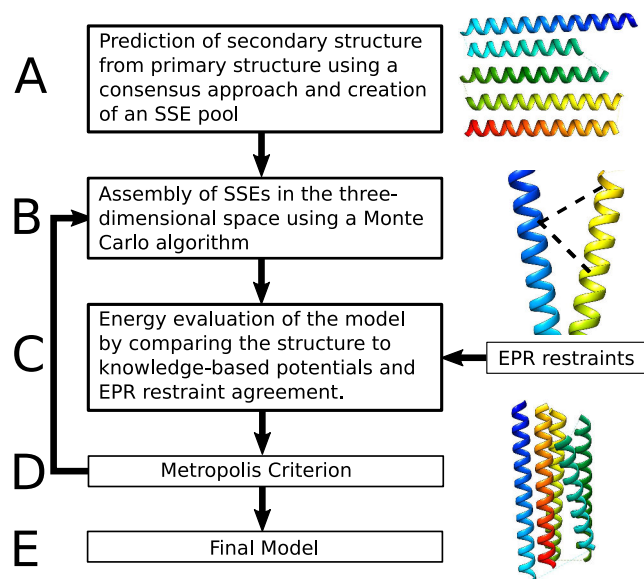 A
Prediction of secondary structure
from primary structure using a
consensus approach and creation
of an SSE pool
B
Assembly of SSEs in the three-
dimensional space using a Monte
Carlo algorithm
C
Energy evaluation of the model
by comparing the structure to
knowledge-based potentials and
EPR restraint agreement.
EPR restraints
D
Metropolis Criterion
E
Final Model